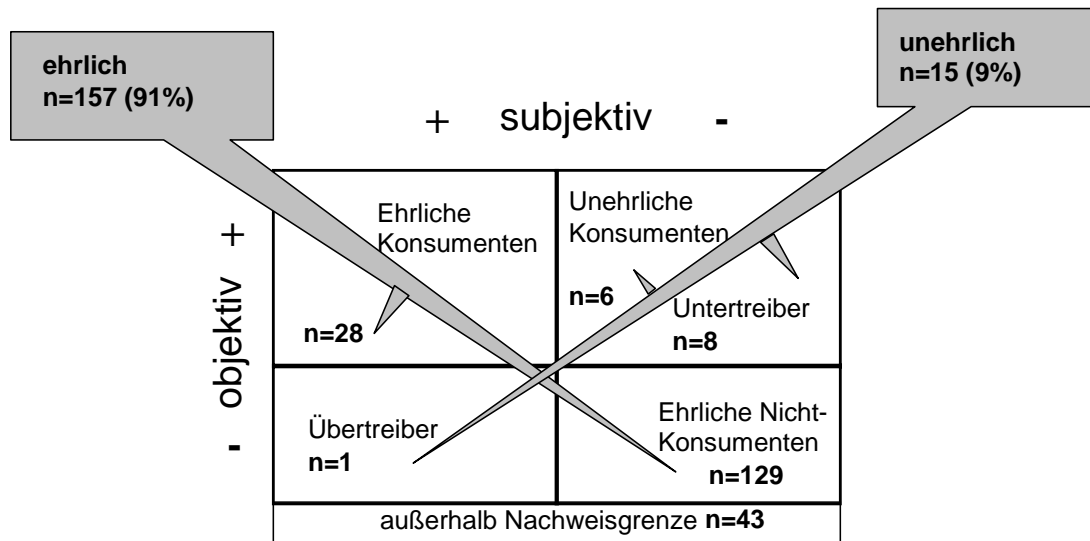 ehrlich
n=157 (91%)
unehrlich
n=15 (9%)
+ subjektiv -
- objektiv +
Ehrliche
Konsumenten
n=28
Unehrliche
Konsumenten
n=6
Untertreiber
n=8
Übertreiber
n=1
Ehrliche Nicht-
Konsumenten
n=129
außerhalb Nachweisgrenze n=43